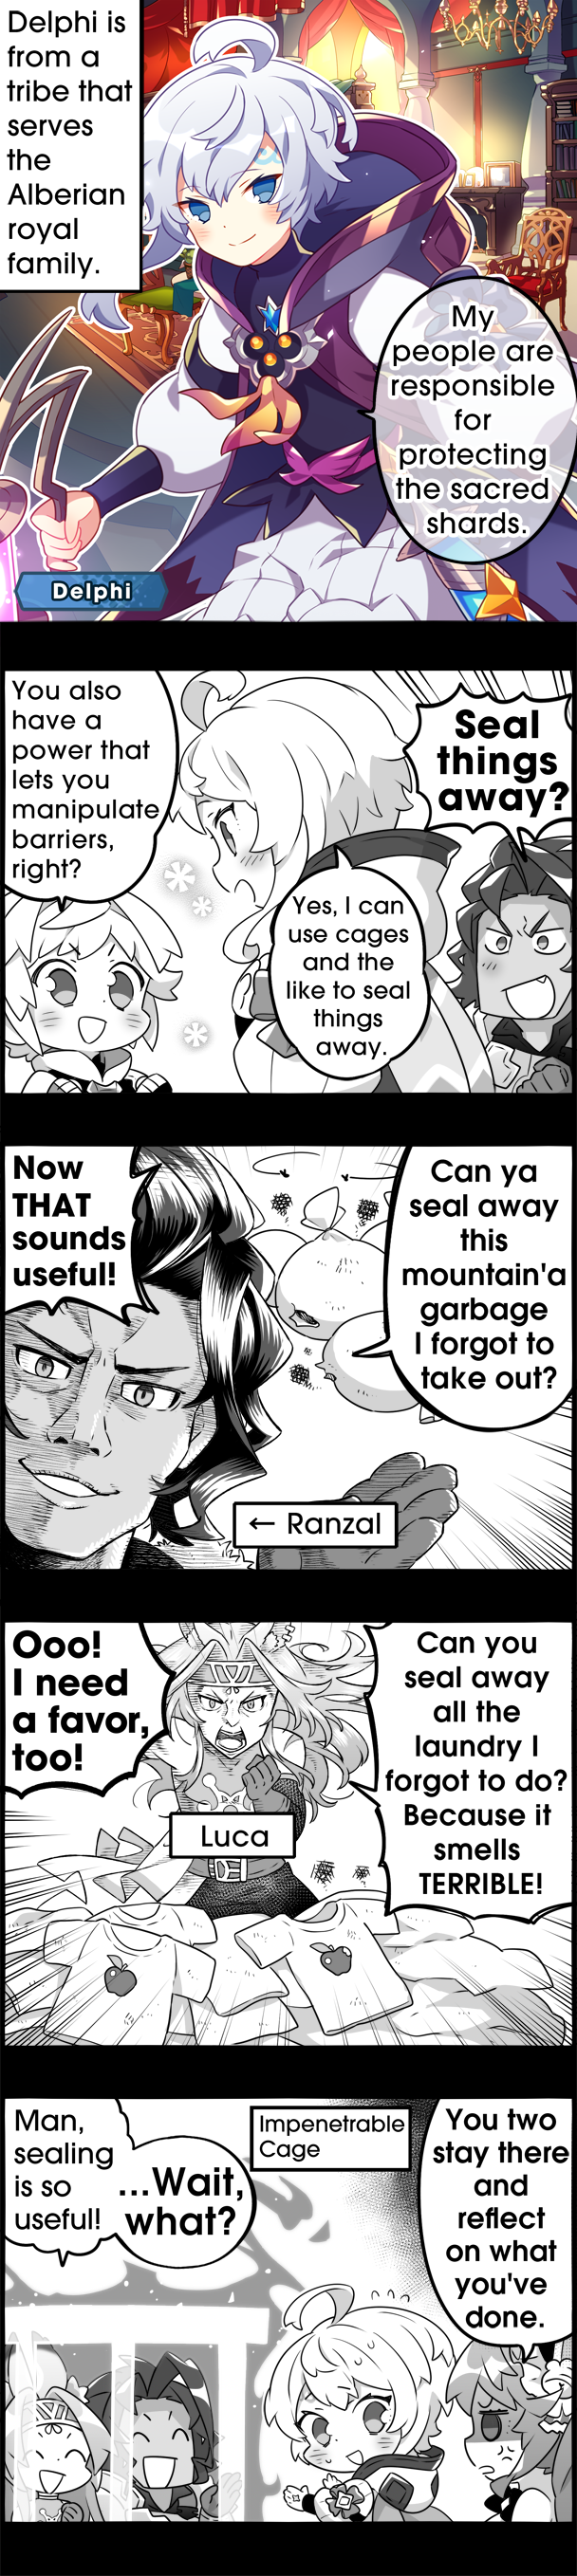 Delphi is
from a
tribe that
serves
the
Alberian
royal
family.
My
people are
responsible
for
protecting
the sacred
shards.
Delphi
You also
have a
power that
lets you
manipulate
barriers,
right?
Yes, I can
use cages
and the
like to seal
things
away.
Seal
things
away?
Now
THAT
sounds
useful!
Can ya
seal away
this
mountain'a
garbage
I forgot to
take out?
← Ranzal
Ooo!
I need
a favor,
too!
Luca
Can you
seal away
all the
laundry I
forgot to do?
Because it
smells
TERRIBLE!
Man,
sealing
is so
useful!
...Wait,
what?
Impenetrable
Cage
You two
stay there
and
reflect
on what
you've
done.